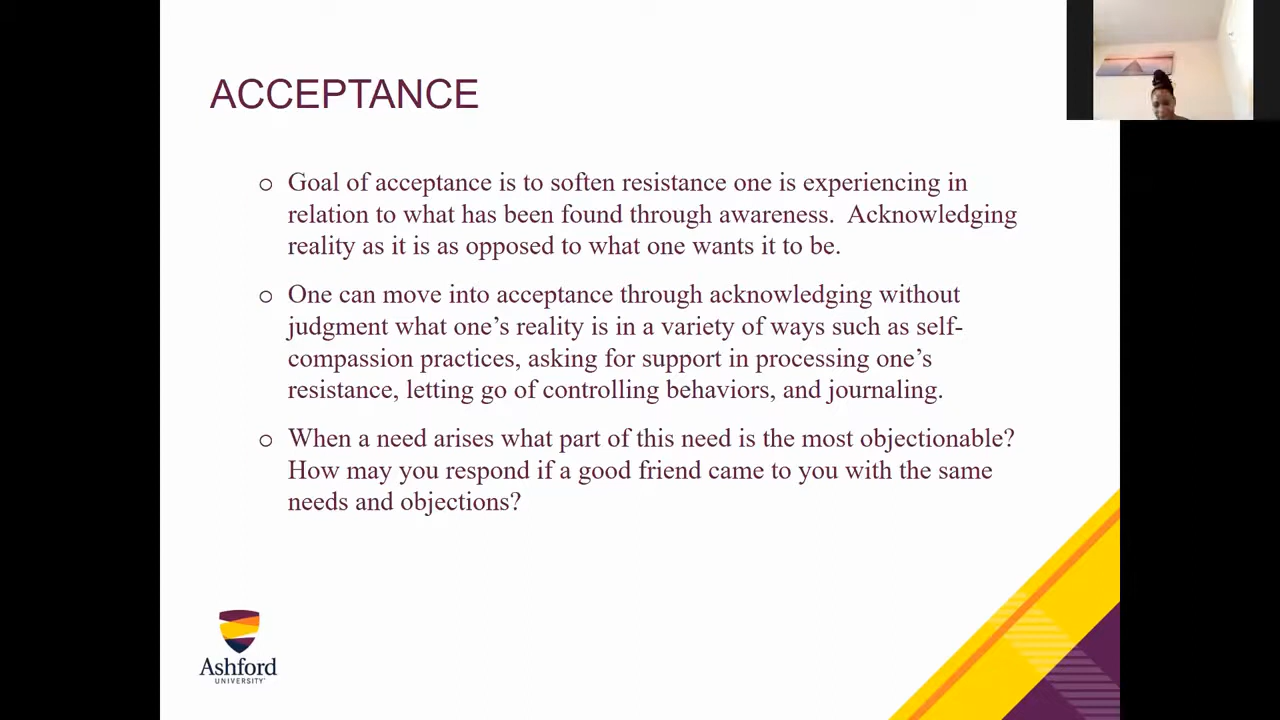 ACCEPTANCE
Goal of acceptance is to soften resistance one is experiencing in
relation to what has been found through awareness.  Acknowledging
reality as it is as opposed to what one wants it to be.
One can move into acceptance through acknowledging without
judgment what one’s reality is in a variety of ways such as self-
compassion practices, asking for support in processing one’s
resistance, letting go of controlling behaviors, and journaling.
When a need arises what part of this need is the most objectionable?
How may you respond if a good friend came to you with the same
needs and objections?
Ashford
UNIVERSITY